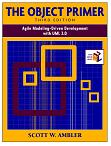 THE OBJECT PRIMER
THIRD EDITION
Agile Modeling-Driven Development
with UML 2.0
SCOTT W. AMBLER